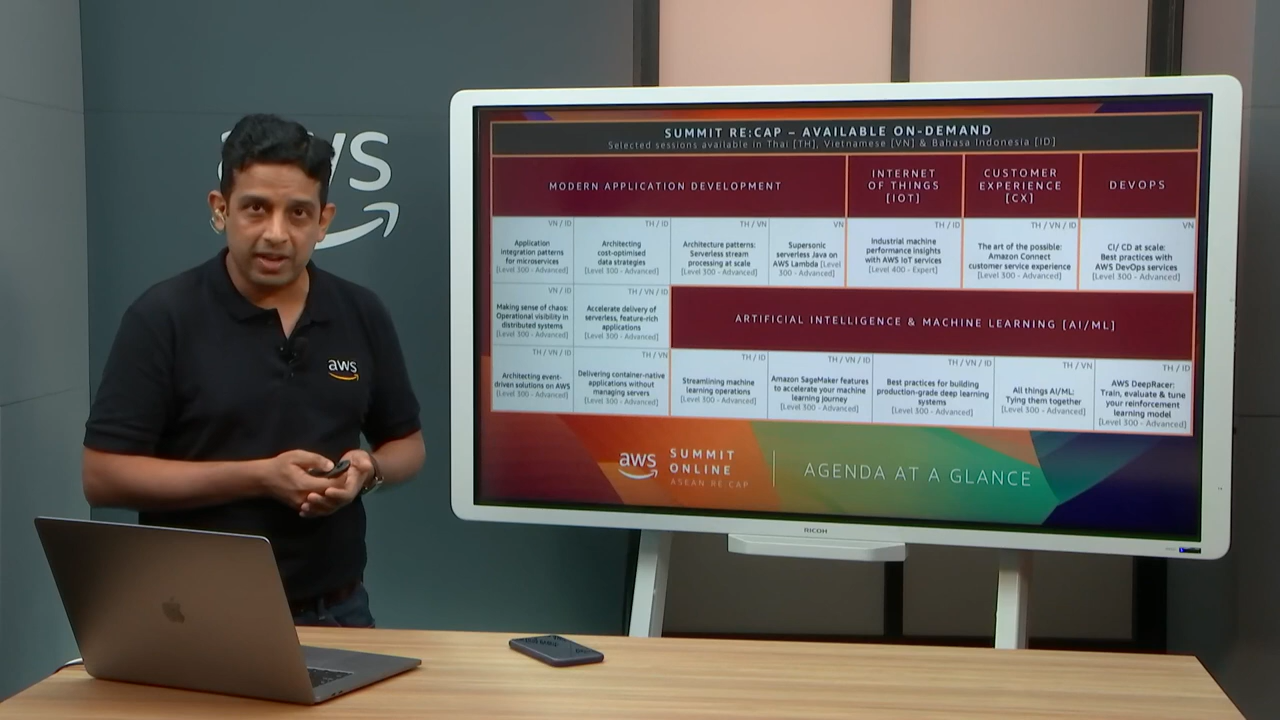 aws
aws
SUMMIT RE:CAP – AVAILABLE ON-DEMAND
Selected sessions available in Thai [TH], Vietnamese [VN] & Bahasa Indonesia [ID]
MODERN APPLICATION DEVELOPMENT
INTERNET
OF THINGS
[IOT]
CUSTOMER
EXPERIENCE
[CX]
DEVOPS
VN / ID
Application
integration patterns
for microservices
[Level 300 - Advanced]
TH / ID
Architecting
cost-optimised
data strategies
[Level 300 - Advanced]
TH / VN
Architecture patterns:
Serverless stream
processing at scale
[Level 300 - Advanced]
VN
Supersonic
serverless Java on
AWS Lambda [Level
300 - Advanced]
TH / ID
Industrial machine
performance insights
with AWS IoT services
[Level 400 - Expert]
TH / VN / ID
The art of the possible:
Amazon Connect
customer service experience
[Level 300 - Advanced]
VN
CI/ CD at scale:
Best practices with
AWS DevOps services
[Level 300 - Advanced]
VN / ID
Making sense of chaos:
Operational visibility in
distributed systems
[Level 300 - Advanced]
TH / VN / ID
Accelerate delivery of
serverless, feature-rich
applications
[Level 300 - Advanced]
ARTIFICIAL INTELLIGENCE & MACHINE LEARNING [AI/ML]
TH / VN / ID
Architecting event-
driven solutions on AWS
[Level 300 - Advanced]
TH / VN
Delivering container-native
applications without
managing servers
[Level 300 - Advanced]
TH / ID
Streamlining machine
learning operations
[Level 300 - Advanced]
TH / VN / ID
Amazon SageMaker features
to accelerate your machine
learning journey
[Level 300 - Advanced]
TH / VN / ID
Best practices for building
production-grade deep learning
systems
[Level 300 - Advanced]
TH / VN
All things AI/ML:
Tying them together
[Level 300 - Advanced]
TH / ID
AWS DeepRacer:
Train, evaluate & tune
your reinforcement
learning model
[Level 300 - Advanced]
aws
SUMMIT
ONLINE
ASEAN RE:CAP
AGENDA AT A GLANCE
RICOH